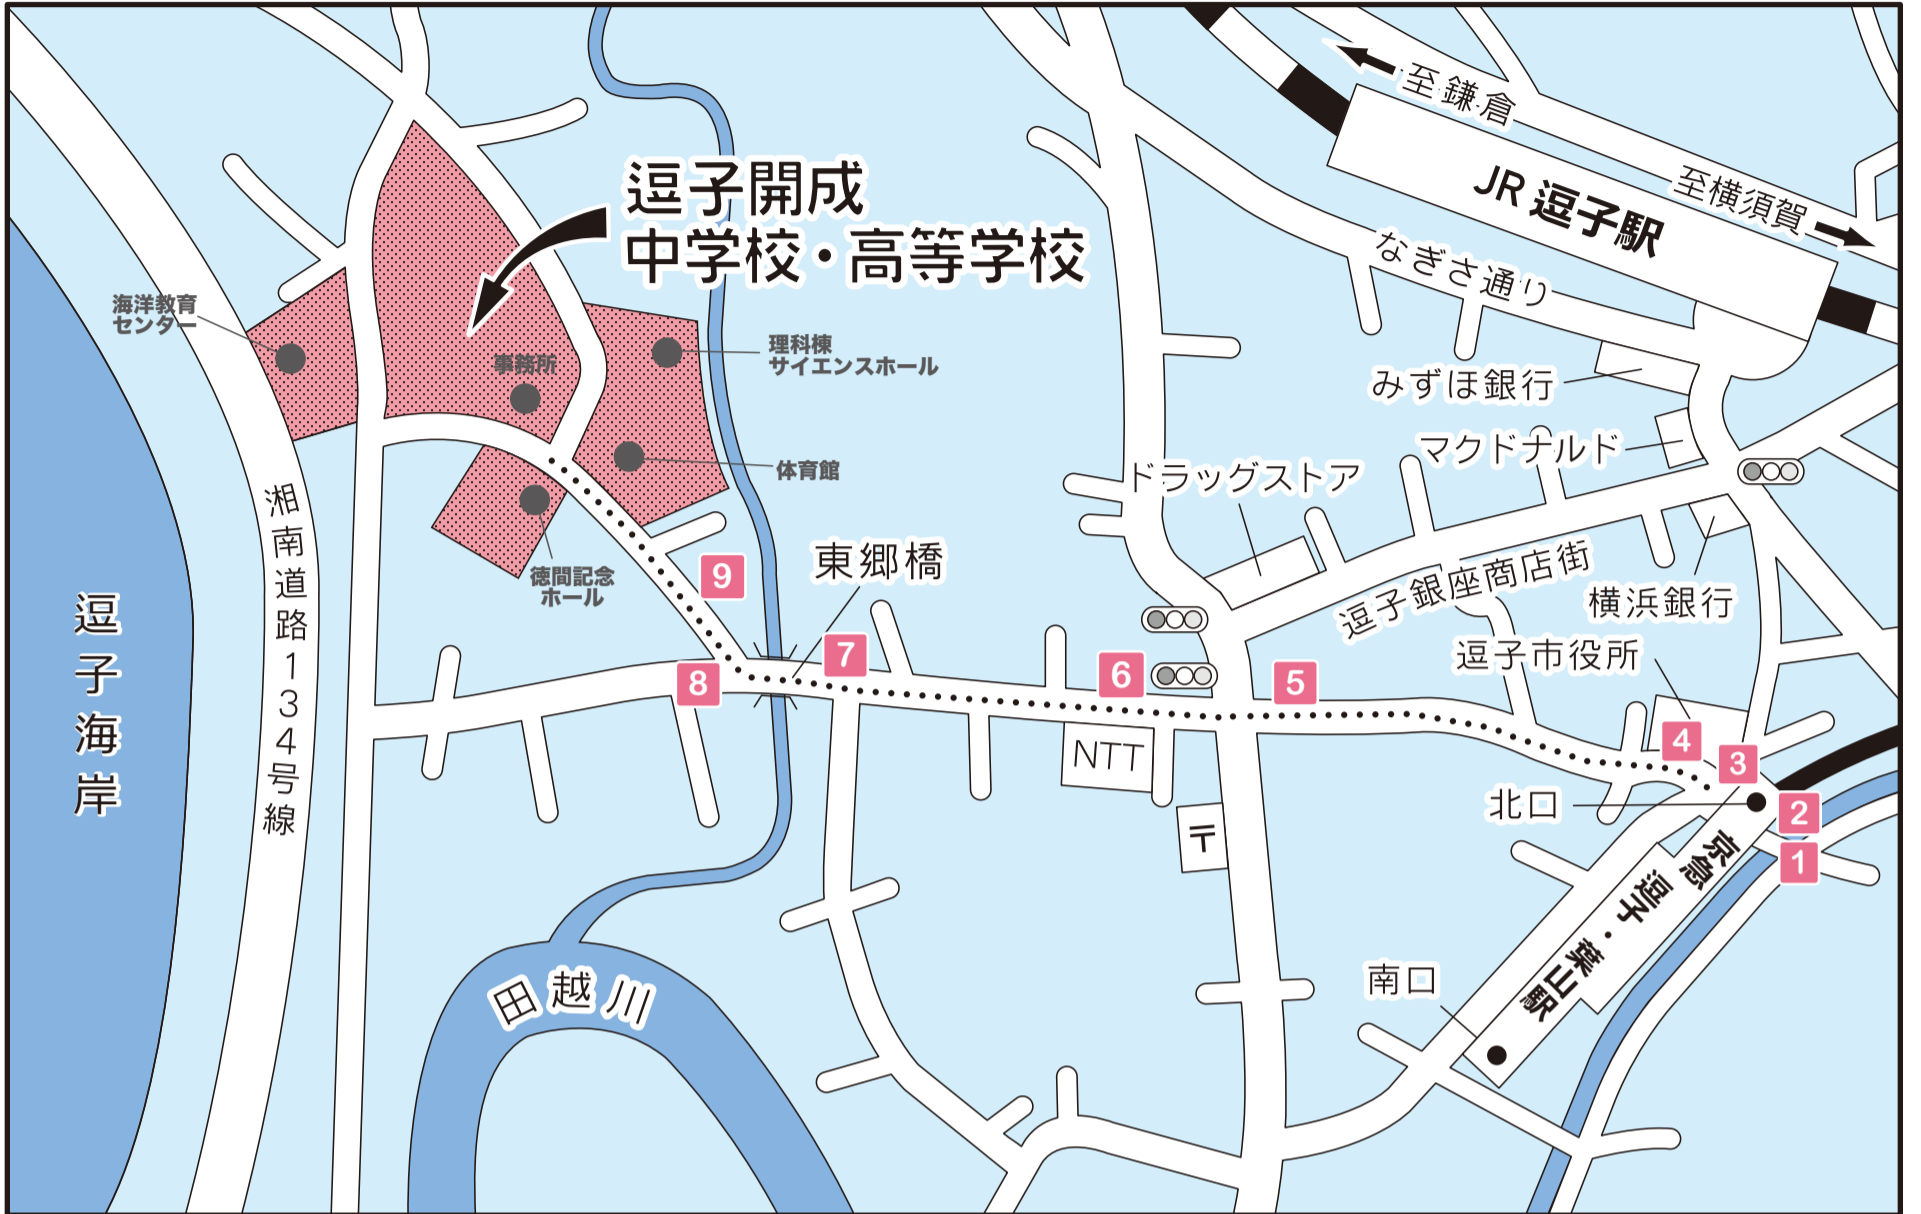 至鎌倉
JR 逗子駅
至横須賀
なぎさ通り
逗子開成
中学校・高等学校
海洋教育
センター
事務所
理科棟
サイエンスホール
体育館
徳間記念
ホール
みずほ銀行
マクドナルド
ドラッグストア
逗子銀座商店街
横浜銀行
逗子市役所
湘南道路134号線
逗子海岸
東郷橋
9
8
7
6
5
4
3
2
1
NTT
〒
北口
京急 逗子・葉山駅
南口
田越川